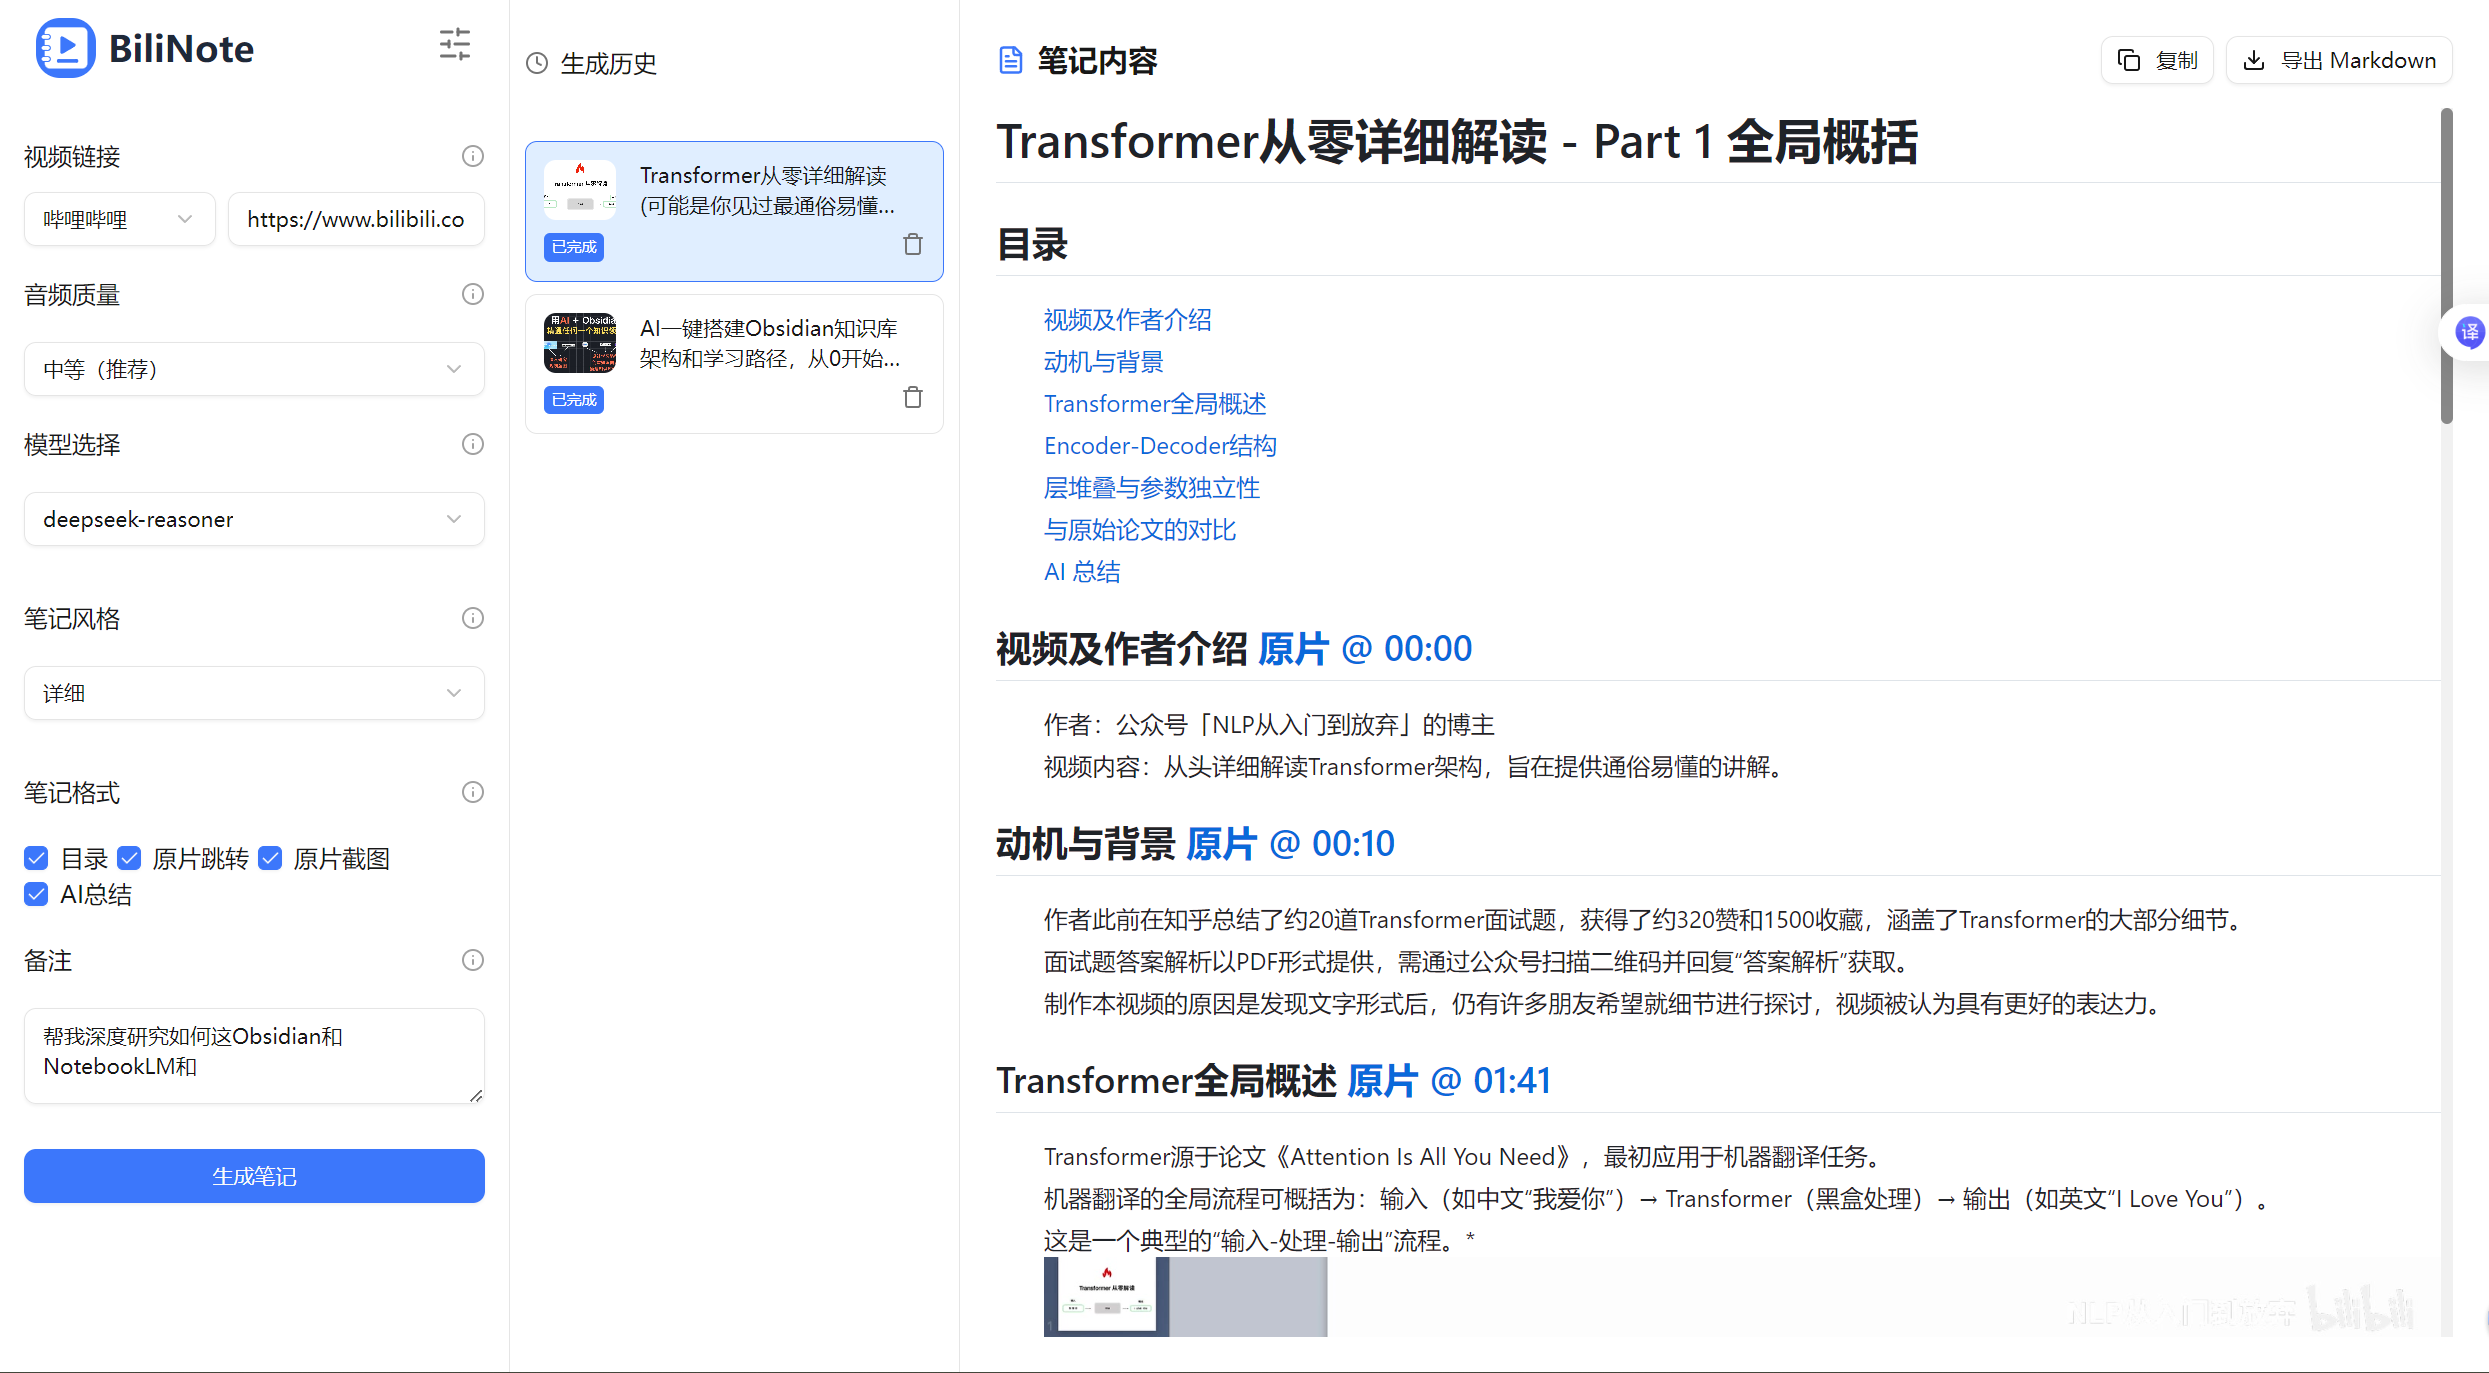 BiliNote
视频链接
哔哩哔哩
https://www.bilibili.co
音频质量
中等（推荐）
模型选择
deepseek-reasoner
笔记风格
详细
笔记格式
目录 原片跳转 原片截图
AI总结
备注
帮我深度研究如何这Obsidian和
NotebookLM和
生成笔记
生成历史
Transformer从零详细解读
(可能是你见过最通俗易懂...
已完成
用AI + Obsidia
AI一键搭建Obsidian知识库
架构和学习路径，从0开始...
已完成
笔记内容
复制
导出 Markdown
Transformer从零详细解读 - Part 1 全局概括
目录
视频及作者介绍
动机与背景
Transformer全局概述
Encoder-Decoder结构
层堆叠与参数独立性
与原始论文的对比
AI 总结
译
视频及作者介绍 原片 @ 00:00
作者：公众号「NLP从入门到放弃」的博主
视频内容：从头详细解读Transformer架构，旨在提供通俗易懂的讲解。
动机与背景 原片 @ 00:10
作者此前在知乎总结了约20道Transformer面试题，获得了约320赞和1500收藏，涵盖了Transformer的大部分细节。
面试题答案解析以PDF形式提供，需通过公众号扫描二维码并回复“答案解析”获取。
制作本视频的原因是发现文字形式后，仍有许多朋友希望就细节进行探讨，视频被认为具有更好的表达力。
Transformer全局概述 原片 @ 01:41
Transformer源于论文《Attention Is All You Need》，最初应用于机器翻译任务。
机器翻译的全局流程可概括为：输入（如中文“我爱你”）→ Transformer（黑盒处理）→ 输出（如英文“I Love You”）。
这是一个典型的“输入-处理-输出”流程。*
Transformer 从零解读
NLP从入门到放弃 bilibili